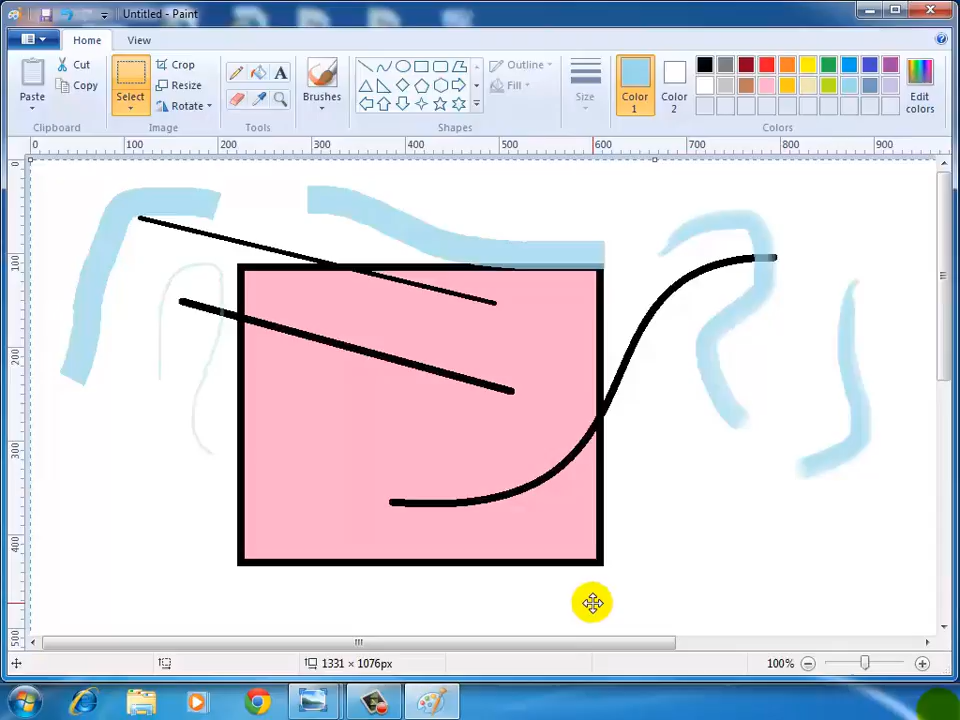 Untitled - Paint
Home View
Paste
Cut
Copy
Clipboard
Select
Crop
Resize
Rotate
Image
A
Tools
Brushes
Outline
Fill
Shapes
Size
Color 1
Color 2
Edit colors
Colors
0 100 200 300 400 500 600 700 800 900
0
100
200
300
400
500
1331 × 1076px
100%